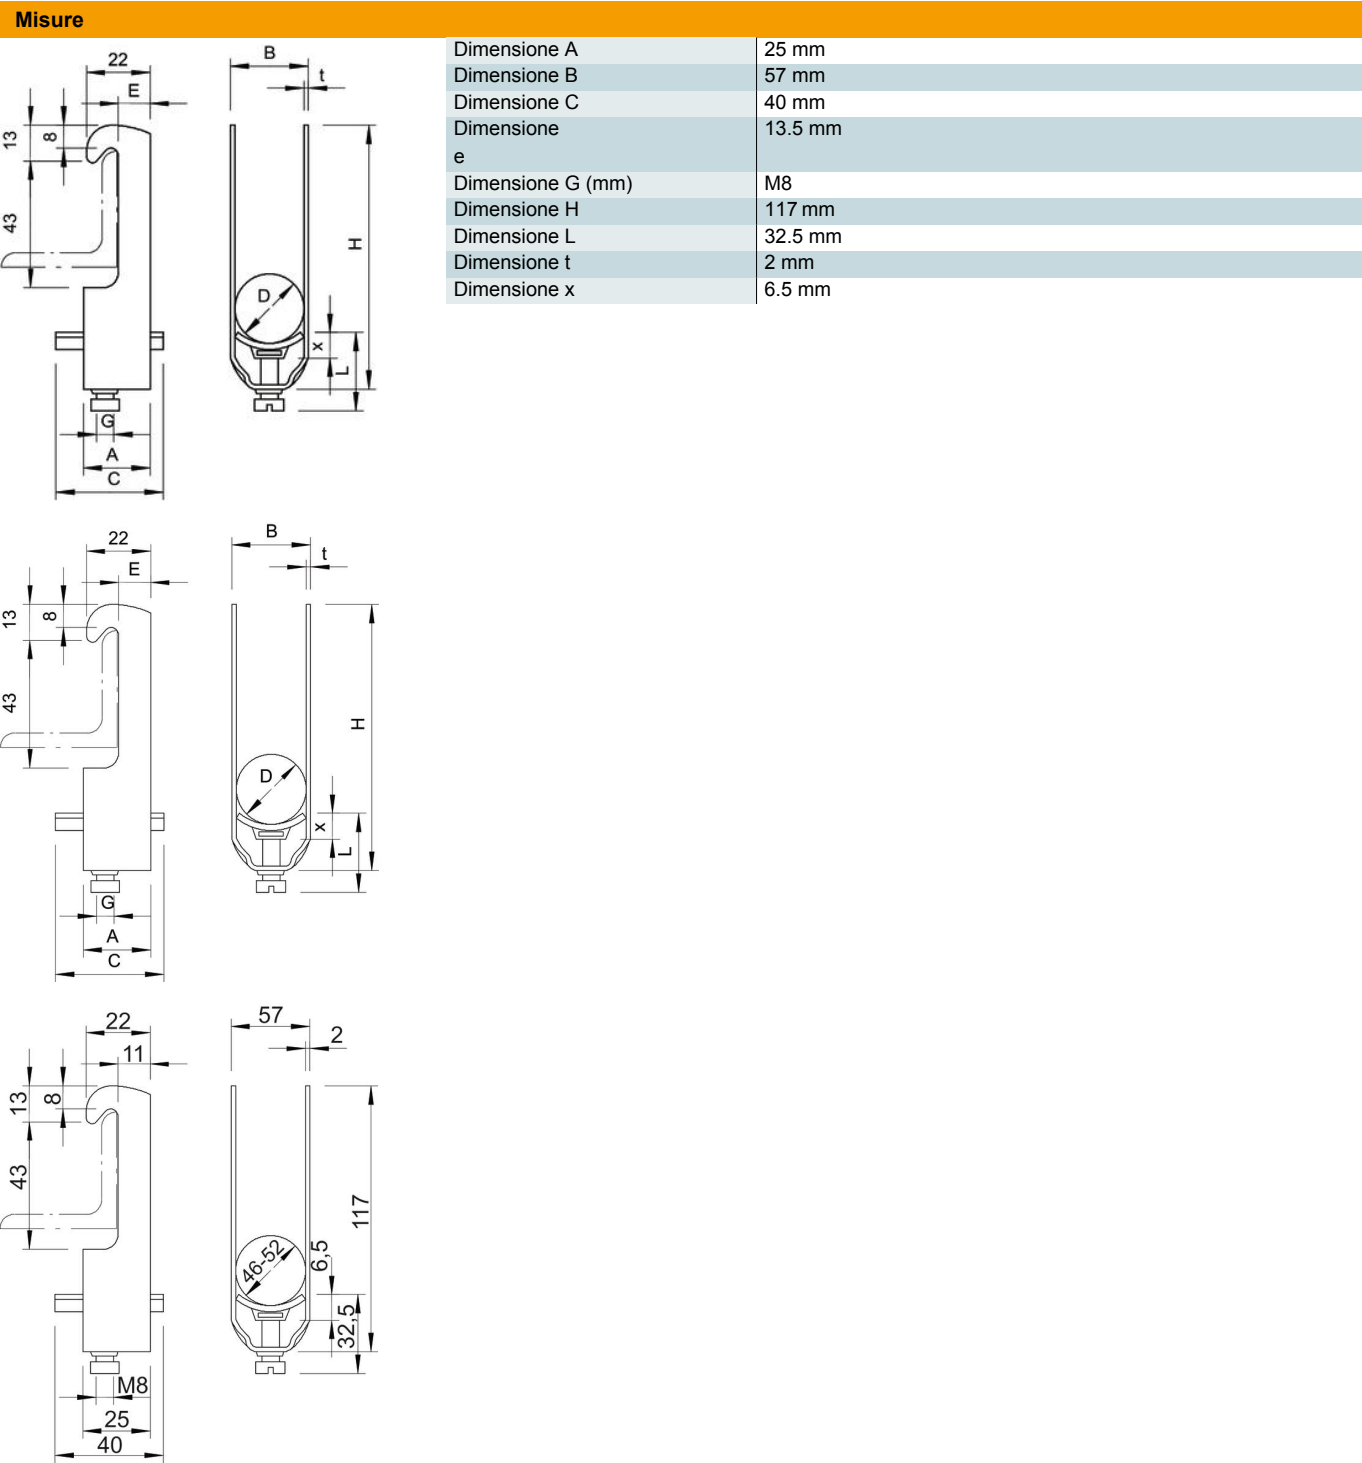 Misure
Dimensione A 25 mm
Dimensione B 57 mm
Dimensione C 40 mm
Dimensione 13.5 mm
e
Dimensione G (mm) M8
Dimensione H 117 mm
Dimensione L 32.5 mm
Dimensione t 2 mm
Dimensione x 6.5 mm
22
E
13
8
43
G
A
C
B
t
H
D
x
L
22
E
13
8
43
G
A
C
B
t
H
D
x
L
22
11
13
8
43
M8
25
40
57
2
117
46-52
6,5
32,5